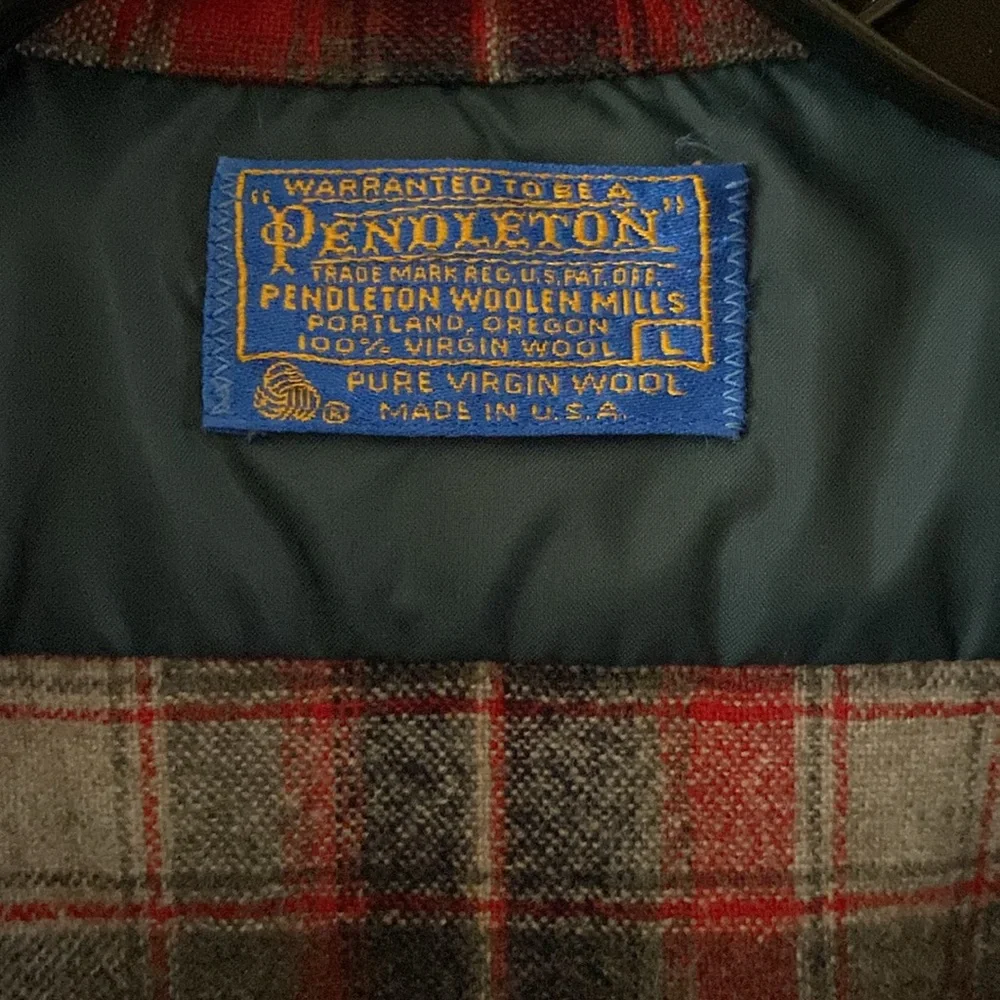 WARRANTED TO BE A
"PENDLETON"
TRADE MARK REG. U.S. PAT. OFF.
PENDLETON WOOLEN MILLS
PORTLAND, OREGON
100% VIRGIN WOOL L
PURE VIRGIN WOOL
® MADE IN U.S.A.